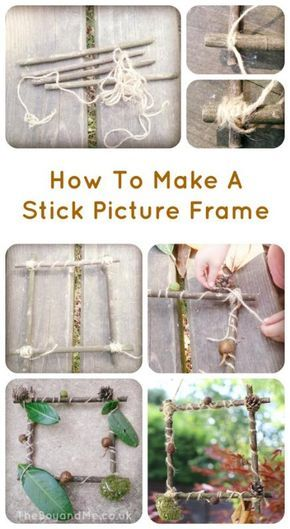 How To Make A
Stick Picture Frame
TheBoyandMe.co.uk